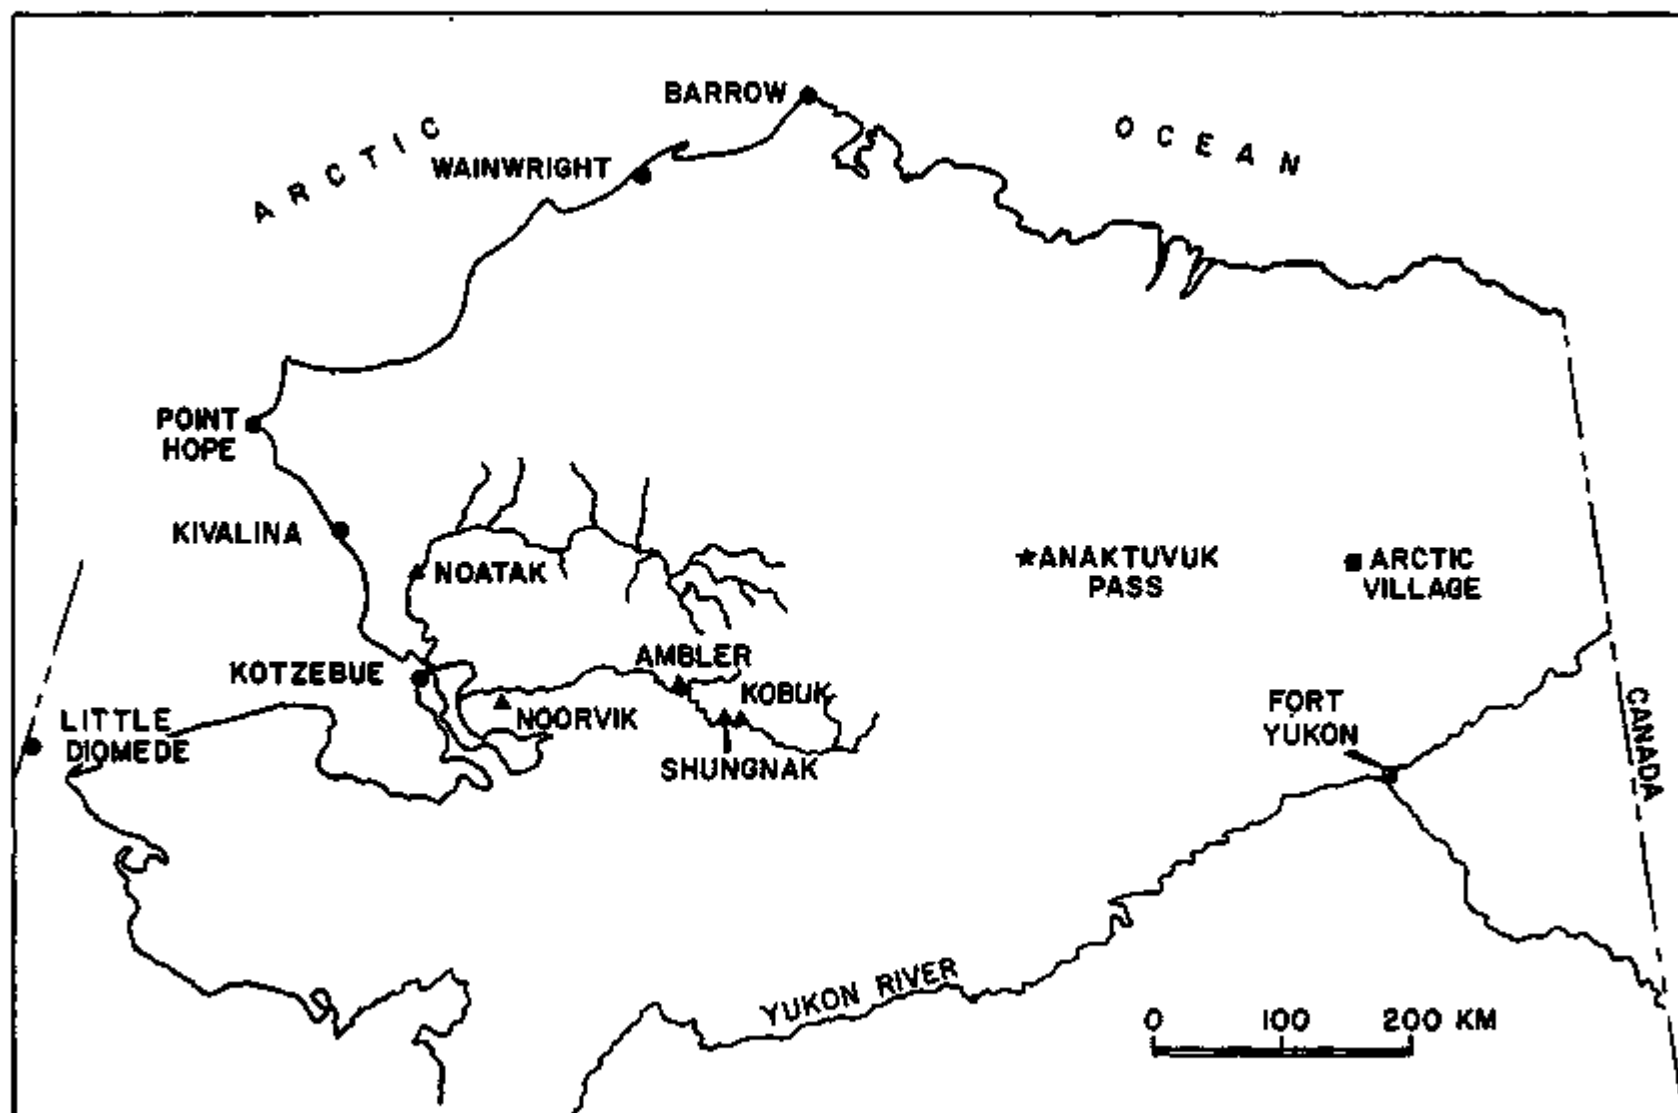 BARROW
ARCTIC OCEAN
WAINWRIGHT
POINT
HOPE
KIVALINA
NOATAK
ANAKTUVUK
PASS
ARCTIC
VILLAGE
AMBLER
KOTZEBUE
KOBUK
NOORVIK
LITTLE
DIOMEDE
SHUNGNAK
FORT
YUKON
CANADA
YUKON RIVER
0 100 200 KM